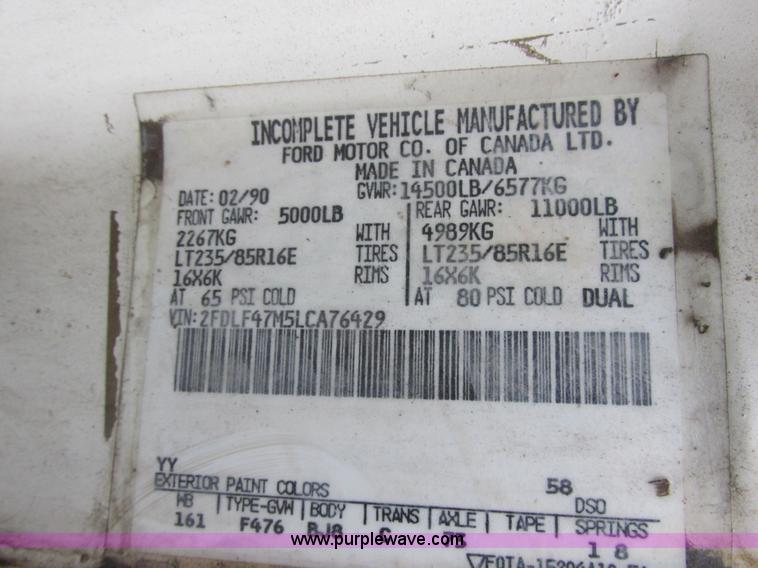 INCOMPLETE VEHICLE MANUFACTURED BY
FORD MOTOR CO. OF CANADA LTD.
MADE IN CANADA
DATE: 02/90 GVWR: 14500LB/6577KG
FRONT GAWR: 5000LB REAR GAWR: 11000LB
2267KG WITH 4989KG WITH
LT235/85R16E TIRES LT235/85R16E TIRES
16X6K RIMS 16X6K RIMS
AT 65 PSI COLD AT 80 PSI COLD DUAL
VIN: 2FDLF47M5LCA76429
YY
EXTERIOR PAINT COLORS 58 DSO
WB TYPE-GVW BODY TRANS AXLE TAPE SPRINGS
161 F476 BJ8 G 1 8
www.purplewave.com